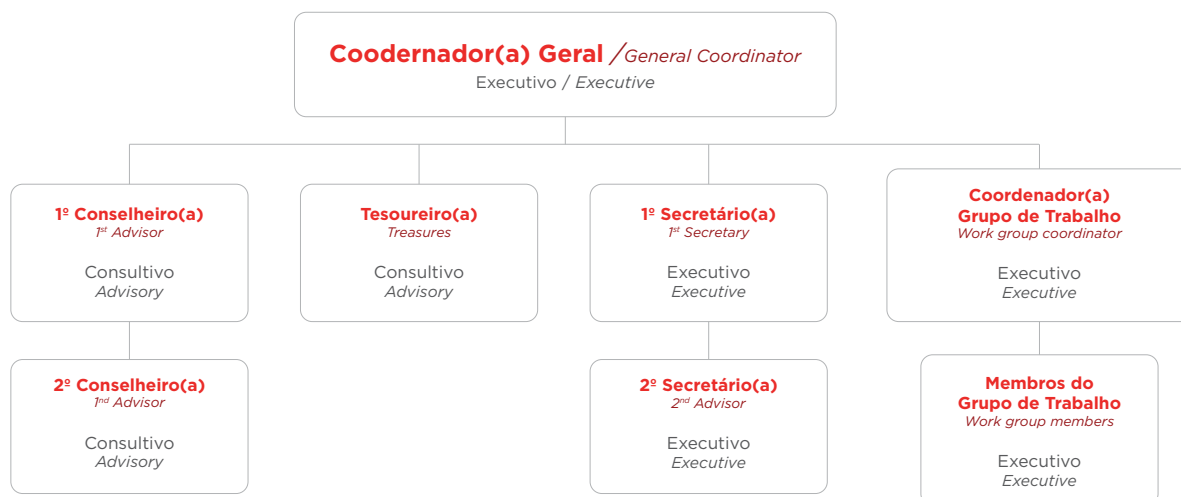 Coodernador(a) Geral / General Coordinator
Executivo / Executive
1º Conselheiro(a)
1st Advisor
Consultivo
Advisory
Tesoureiro(a)
Treasures
Consultivo
Advisory
1º Secretário(a)
1st Secretary
Executivo
Executive
Coordenador(a)
Grupo de Trabalho
Work group coordinator
Executivo
Executive
2º Conselheiro(a)
1nd Advisor
Consultivo
Advisory
2º Secretário(a)
2nd Advisor
Executivo
Executive
Membros do
Grupo de Trabalho
Work group members
Executivo
Executive